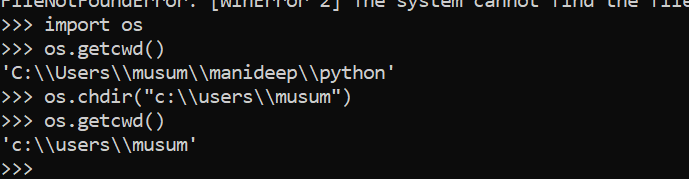 FileNotFoundError: [WinError 2] The system cannot find the file
>>> import os
>>> os.getcwd()
'C:\\Users\\musum\\manideep\\python'
>>> os.chdir("c:\\users\\musum")
>>> os.getcwd()
'c:\\users\\musum'
>>>